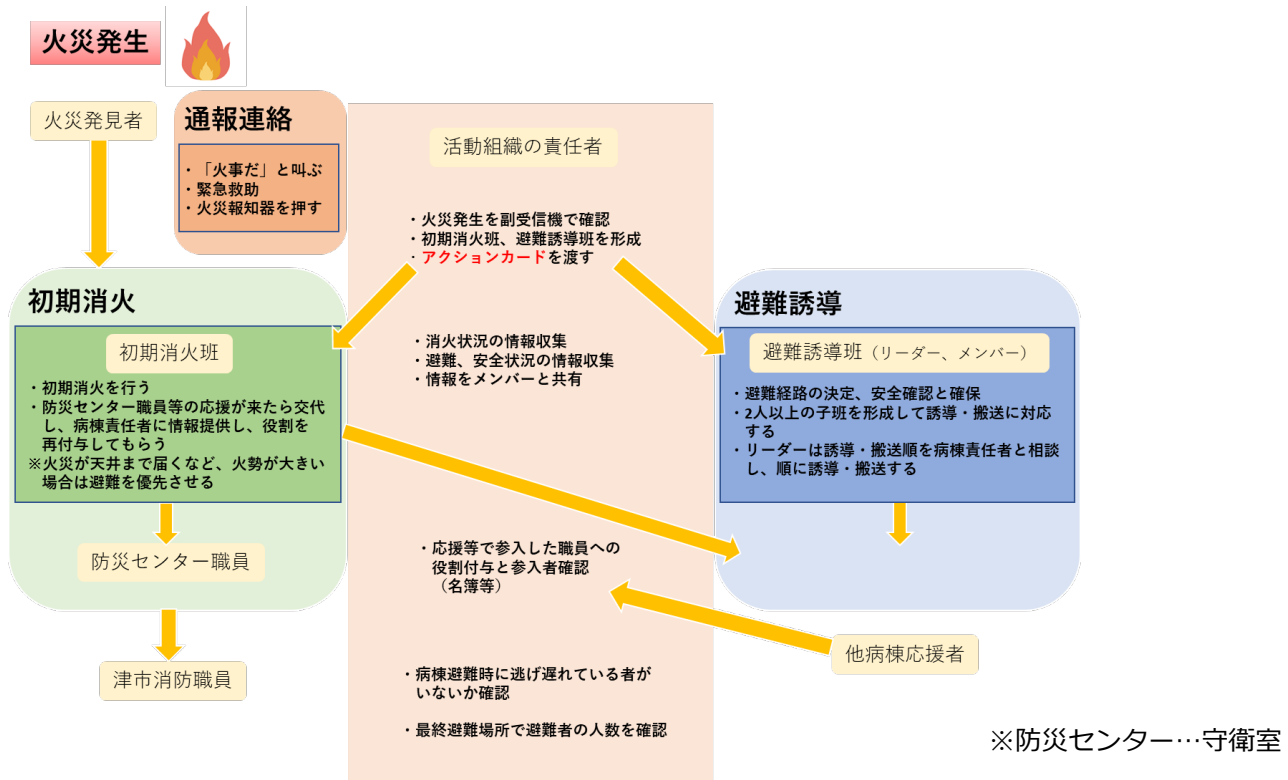 火災発生
火災発見者
通報連絡
・「火事だ」と叫ぶ
・緊急救助
・火災報知器を押す
活動組織の責任者
・火災発生を副受信機で確認
・初期消火班、避難誘導班を形成
・アクションカードを渡す
初期消火
初期消火班
・初期消火を行う
・防災センター職員等の応援が来たら交代
し、病棟責任者に情報提供し、役割を
再付与してもらう
※火災が天井まで届くなど、火勢が大きい
場合は避難を優先させる
防災センター職員
津市消防職員
・消火状況の情報収集
・避難、安全状況の情報収集
・情報をメンバーと共有
避難誘導
避難誘導班（リーダー、メンバー）
・避難経路の決定、安全確認と確保
・2人以上の子班を形成して誘導・搬送に対応
する
・リーダーは誘導・搬送順を病棟責任者と相談
し、順に誘導・搬送する
・応援等で参入した職員への
役割付与と参入者確認
（名簿等）
他病棟応援者
・病棟避難時に逃げ遅れている者が
いないか確認
・最終避難場所で避難者の人数を確認
※防災センター…守衛室